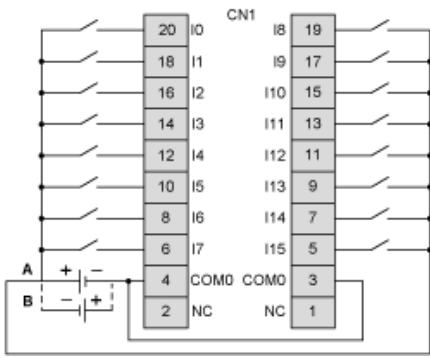 CN1
20 I0 I8 19
18 I1 I9 17
16 I2 I10 15
14 I3 I11 13
12 I4 I12 11
10 I5 I13 9
8 I6 I14 7
6 I7 I15 5
A + − 4 COM0 COM0 3
B − + 2 NC NC 1